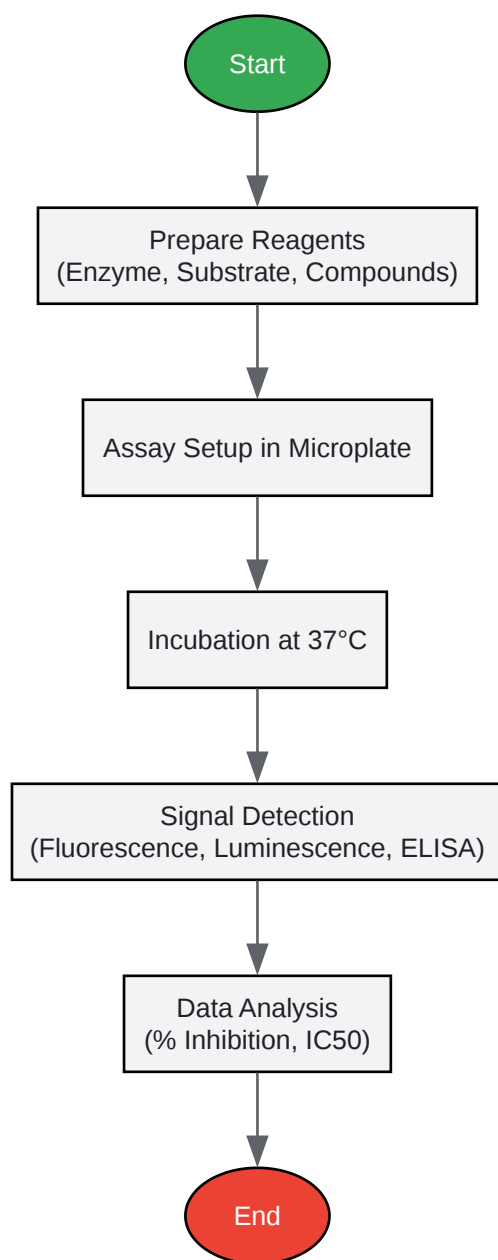 Start
Prepare Reagents
(Enzyme, Substrate, Compounds)
Assay Setup in Microplate
Incubation at 37°C
Signal Detection
(Fluorescence, Luminescence, ELISA)
Data Analysis
(% Inhibition, IC50)
End